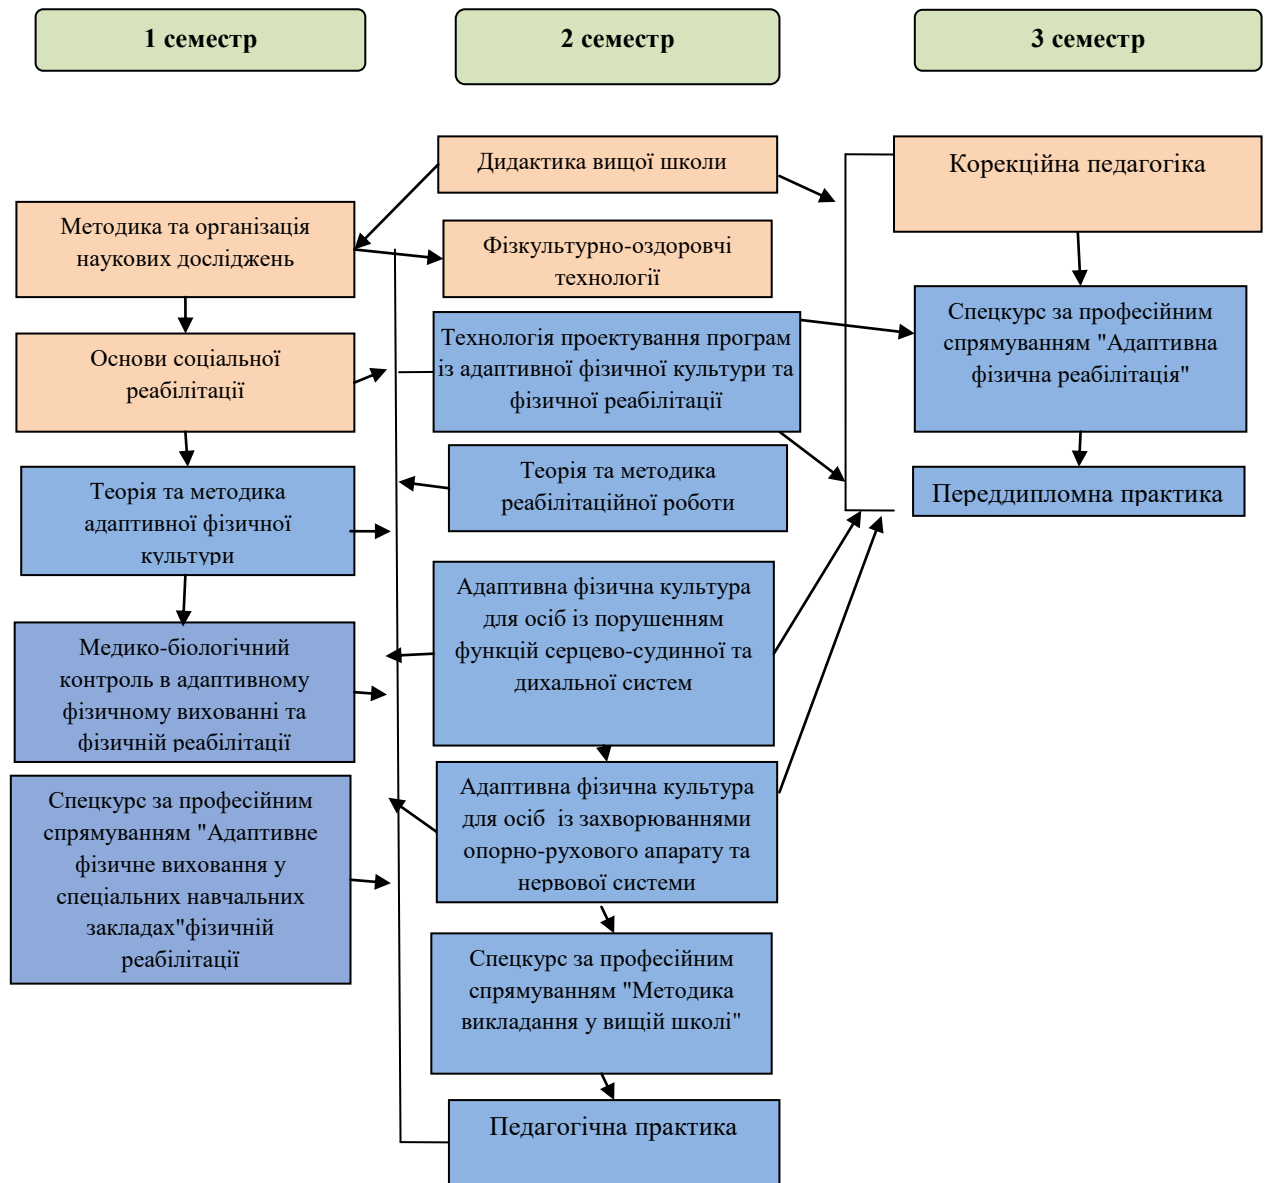 1 семестр
2 семестр
3 семестр
Методика та організація
наукових досліджень
Основи соціальної
реабілітації
Теорія та методика
адаптивної фізичної
культури
Медико-біологічний
контроль в адаптивному
фізичному вихованні та
фізичній реабілітації
Спецкурс за професійним
спрямуванням "Адаптивне
фізичне виховання у
спеціальних навчальних
закладах"фізичній
реабілітації
Дидактика вищої школи
Фізкультурно-оздоровчі
технології
Технологія проектування програм
із адаптивної фізичної культури та
фізичної реабілітації
Теорія та методика
реабілітаційної роботи
Адаптивна фізична культура
для осіб із порушенням
функцій серцево-судинної та
дихальної систем
Адаптивна фізична культура
для осіб із захворюваннями
опорно-рухового апарату та
нервової системи
Спецкурс за професійним
спрямуванням "Методика
викладання у вищій школі"
Педагогічна практика
Корекційна педагогіка
Спецкурс за професійним
спрямуванням "Адаптивна
фізична реабілітація"
Переддипломна практика